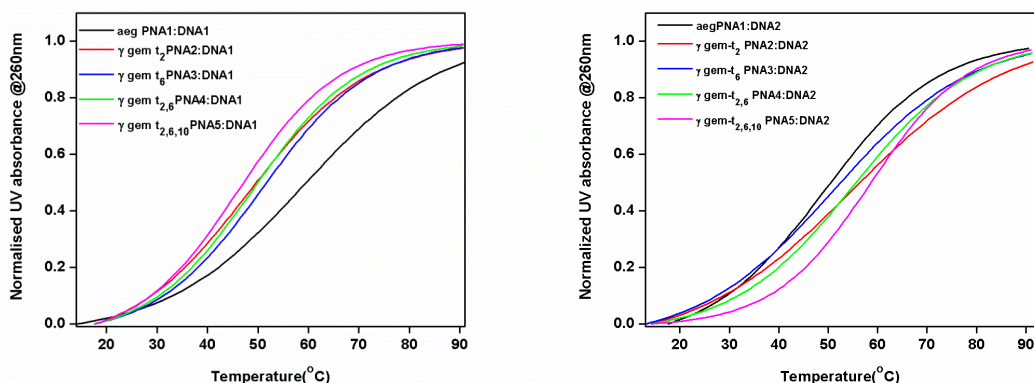 Normalised UV absorbance @260nm
1.0
0.8
0.6
0.4
0.2
0.0
aeg PNA1:DNA1
γ gem t2PNA2:DNA1
γ gem t6PNA3:DNA1
γ gem t2,6PNA4:DNA1
γ gem t2,6,10PNA5:DNA1
20 30 40 50 60 70 80 90
Temperature(oC)
Normalized UV absorbance @260nm
1.0
0.8
0.6
0.4
0.2
0.0
aegPNA1:DNA2
γ gem-t2 PNA2:DNA2
γ gem-t6 PNA3:DNA2
γ gem-t2,6 PNA4:DNA2
γ gem-t2,6,10PNA5:DNA2
20 30 40 50 60 70 80 90
Temperature(oC)